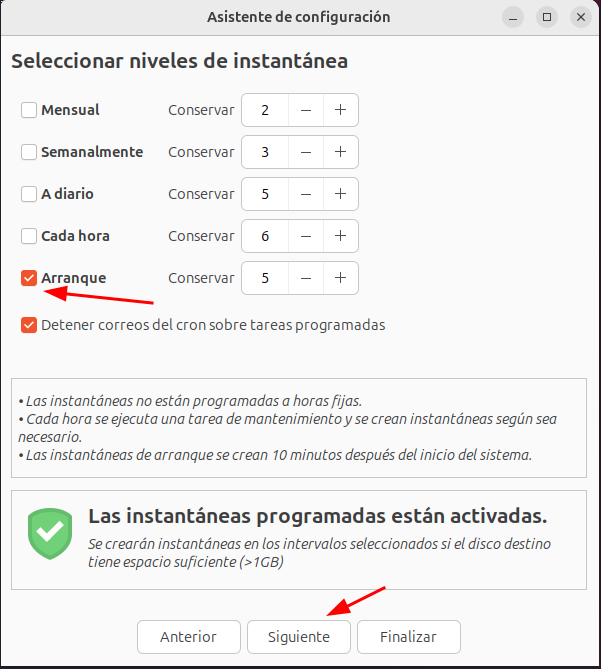 Asistente de configuración
Seleccionar niveles de instantánea
Mensual Conservar 2 − +
Semanalmente Conservar 3 − +
A diario Conservar 5 − +
Cada hora Conservar 6 − +
Arranque Conservar 5 − +
Detener correos del cron sobre tareas programadas
• Las instantáneas no están programadas a horas fijas.
• Cada hora se ejecuta una tarea de mantenimiento y se crean instantáneas según sea
necesario.
• Las instantáneas de arranque se crean 10 minutos después del inicio del sistema.
Las instantáneas programadas están activadas.
Se crearán instantáneas en los intervalos seleccionados si el disco destino
tiene espacio suficiente (>1GB)
Anterior Siguiente Finalizar